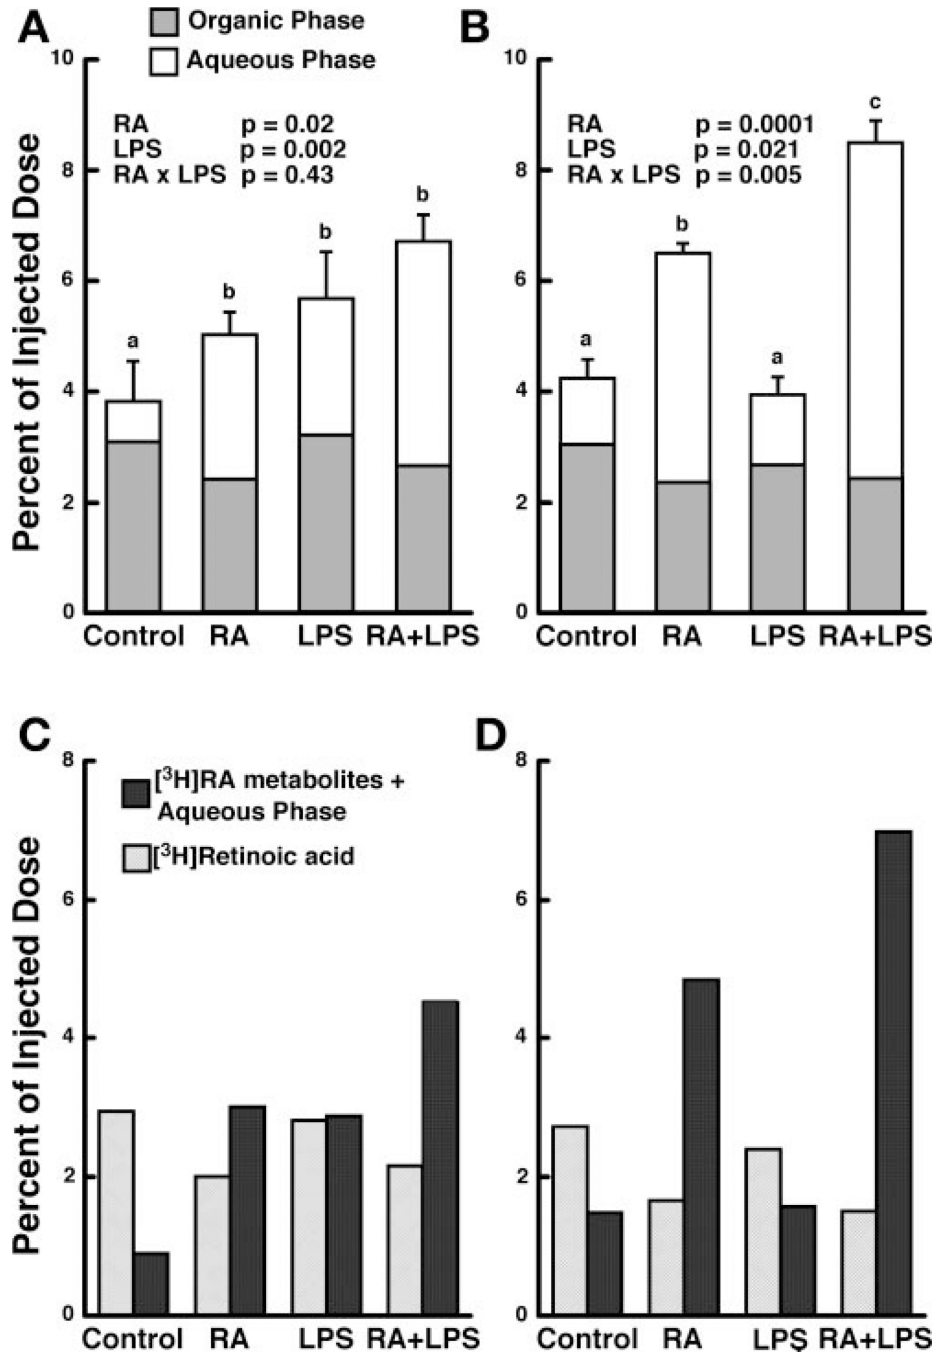 A
Organic Phase
Aqueous Phase
RA p = 0.02
LPS p = 0.002
RA x LPS p = 0.43
Percent of Injected Dose
10
8
6
4
2
0
a
b
b
b
Control RA LPS RA+LPS
B
RA p = 0.0001
LPS p = 0.021
RA x LPS p = 0.005
10
8
6
4
2
0
a
b
a
c
Control RA LPS RA+LPS
C
[³H]RA metabolites +
Aqueous Phase
[³H]Retinoic acid
Percent of Injected Dose
8
6
4
2
0
Control RA LPS RA+LPS
D
8
6
4
2
0
Control RA LPS RA+LPS